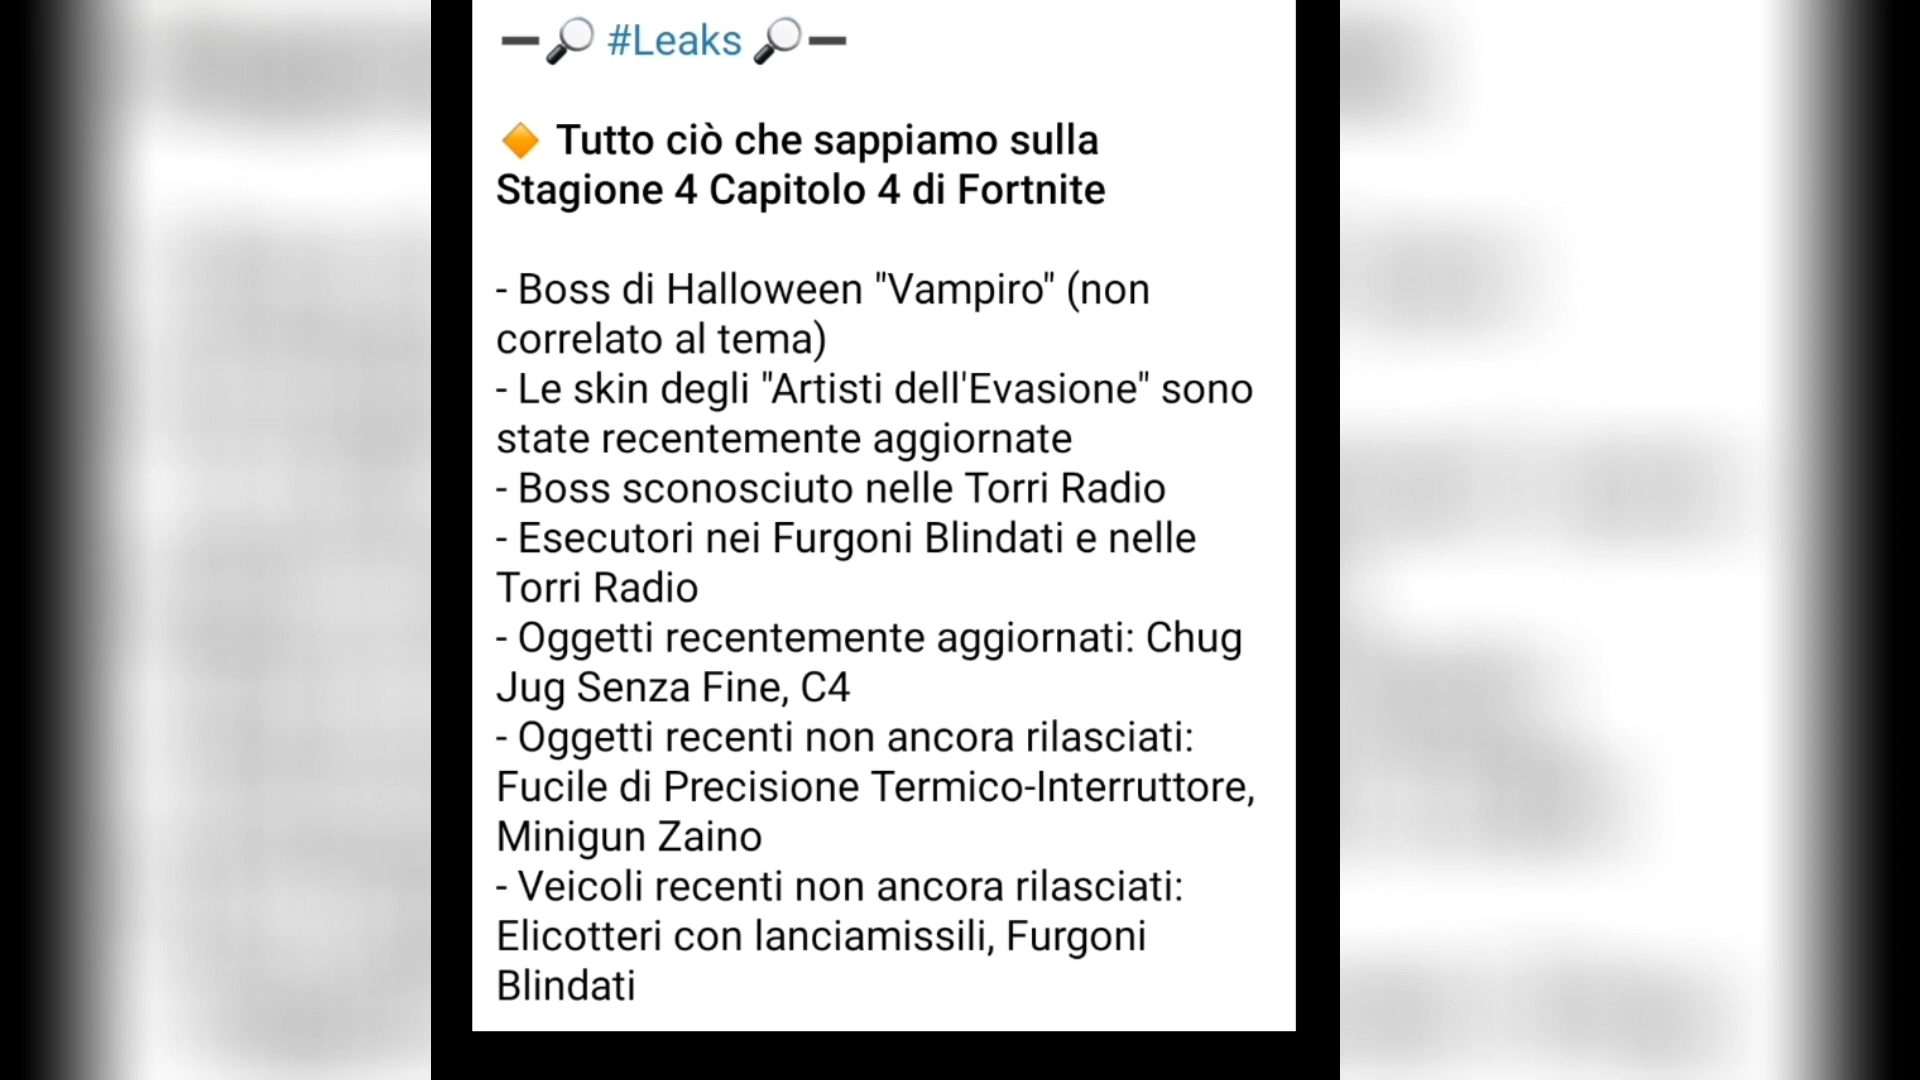 ➖🔎 #Leaks 🔎➖
🔶 Tutto ciò che sappiamo sulla
Stagione 4 Capitolo 4 di Fortnite
- Boss di Halloween "Vampiro" (non
correlato al tema)
- Le skin degli "Artisti dell'Evasione" sono
state recentemente aggiornate
- Boss sconosciuto nelle Torri Radio
- Esecutori nei Furgoni Blindati e nelle
Torri Radio
- Oggetti recentemente aggiornati: Chug
Jug Senza Fine, C4
- Oggetti recenti non ancora rilasciati:
Fucile di Precisione Termico-Interruttore,
Minigun Zaino
- Veicoli recenti non ancora rilasciati:
Elicotteri con lanciamissili, Furgoni
Blindati